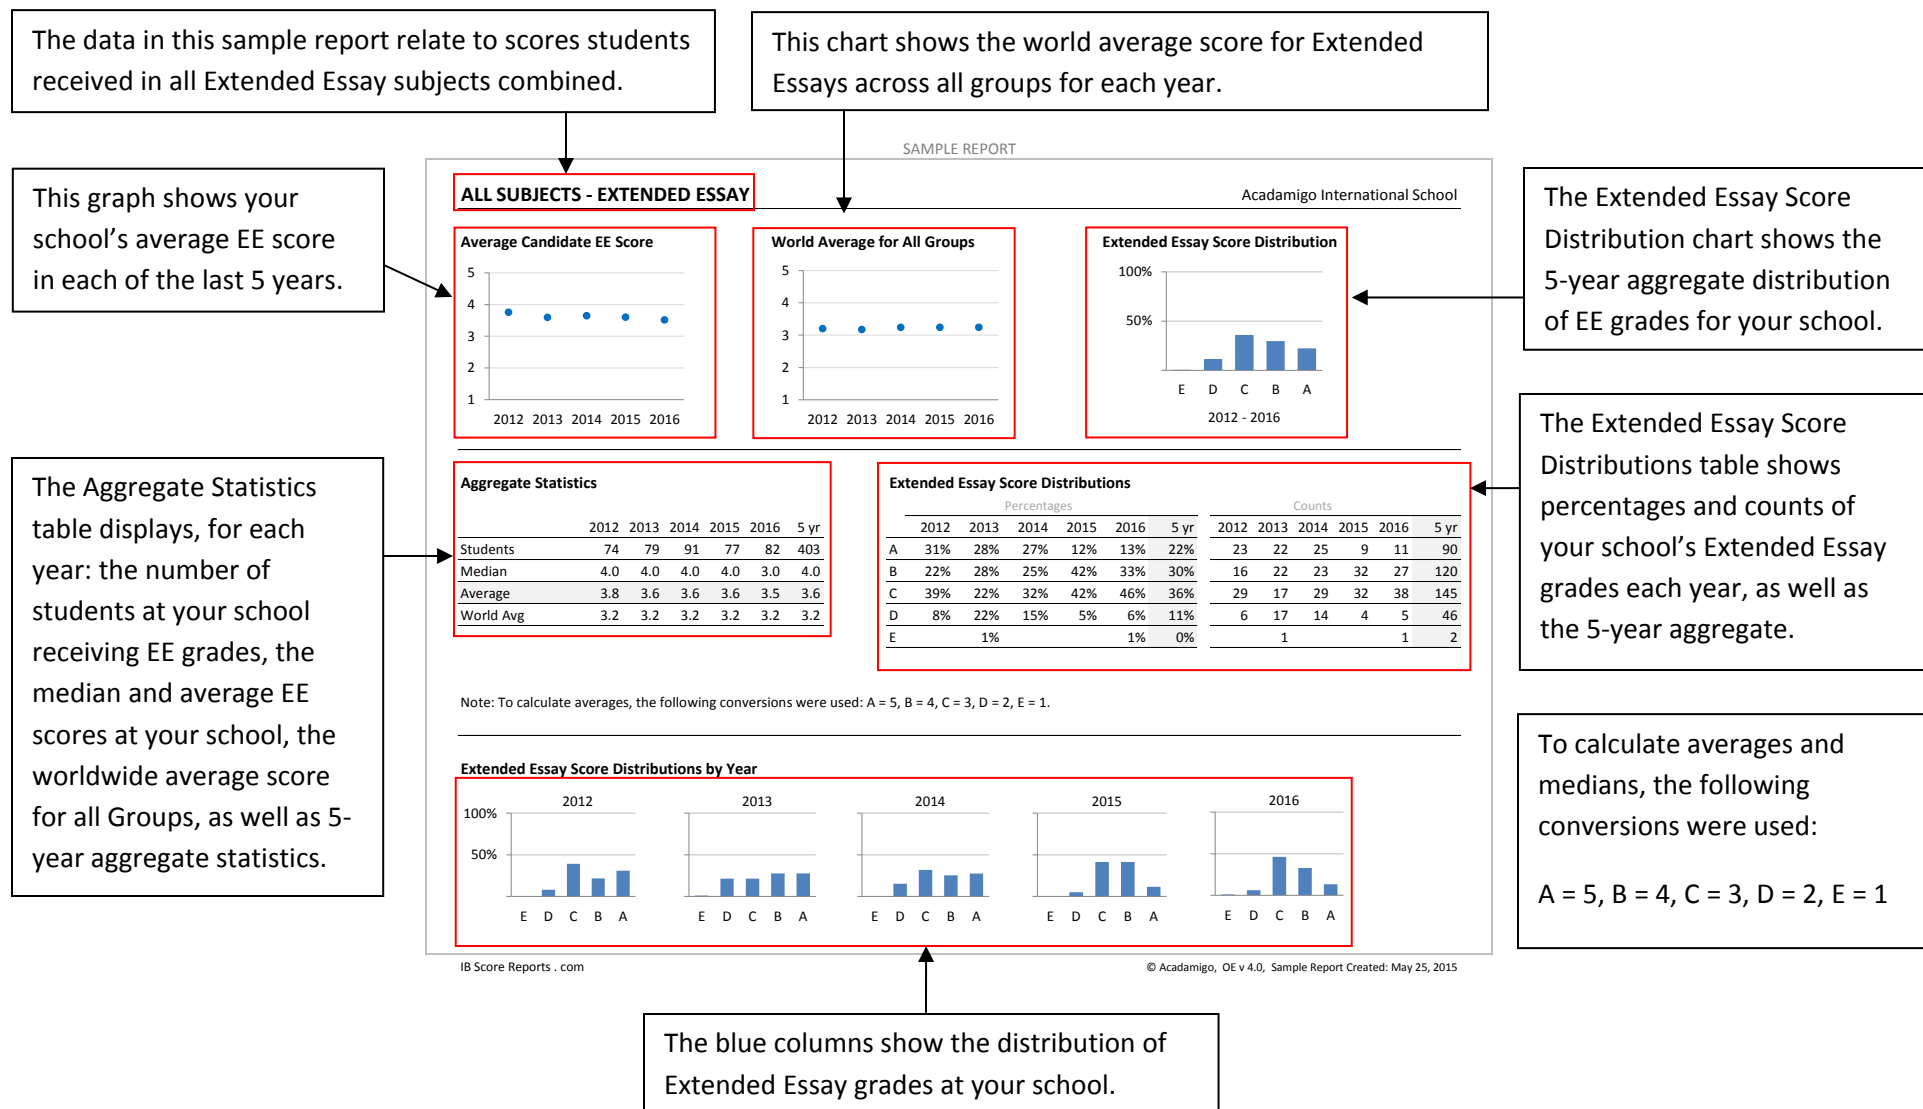 The data in this sample report relate to scores students
received in all Extended Essay subjects combined.
This chart shows the world average score for Extended
Essays across all groups for each year.
SAMPLE REPORT
This graph shows your
school's average EE score
in each of the last 5 years.
ALL SUBJECTS - EXTENDED ESSAY
Acadamigo International School
The Extended Essay Score
Distribution chart shows the
5-year aggregate distribution
of EE grades for your school.
Average Candidate EE Score
5
4
3
2
1
2012 2013 2014 2015 2016
World Average for All Groups
5
4
3
2
1
2012 2013 2014 2015 2016
Extended Essay Score Distribution
100%
50%
E D C B A
2012 - 2016
The Aggregate Statistics
table displays, for each
year: the number of
students at your school
receiving EE grades, the
median and average EE
scores at your school, the
worldwide average score
for all Groups, as well as 5-
year aggregate statistics.
Aggregate Statistics
2012 2013 2014 2015 2016 5 yr
Students 74 79 91 77 82 403
Median 4.0 4.0 4.0 4.0 3.0 4.0
Average 3.8 3.6 3.6 3.6 3.5 3.6
World Avg 3.2 3.2 3.2 3.2 3.2 3.2
Extended Essay Score Distributions
Percentages Counts
2012 2013 2014 2015 2016 5 yr 2012 2013 2014 2015 2016 5 yr
A 31% 28% 27% 12% 13% 22% 23 22 25 9 11 90
B 22% 28% 25% 42% 33% 30% 16 22 23 32 27 120
C 39% 22% 32% 42% 46% 36% 29 17 29 32 38 145
D 8% 22% 15% 5% 6% 11% 6 17 14 4 5 46
E 1% 1% 0% 1 1 2
The Extended Essay Score
Distributions table shows
percentages and counts of
your school's Extended Essay
grades each year, as well as
the 5-year aggregate.
Note: To calculate averages, the following conversions were used: A = 5, B = 4, C = 3, D = 2, E = 1.
To calculate averages and
medians, the following
conversions were used:
A = 5, B = 4, C = 3, D = 2, E = 1
Extended Essay Score Distributions by Year
2012 2013 2014 2015 2016
100%
50%
E D C B A E D C B A E D C B A E D C B A E D C B A
IB Score Reports . com
© Acadamigo, OE v 4.0, Sample Report Created: May 25, 2015
The blue columns show the distribution of
Extended Essay grades at your school.